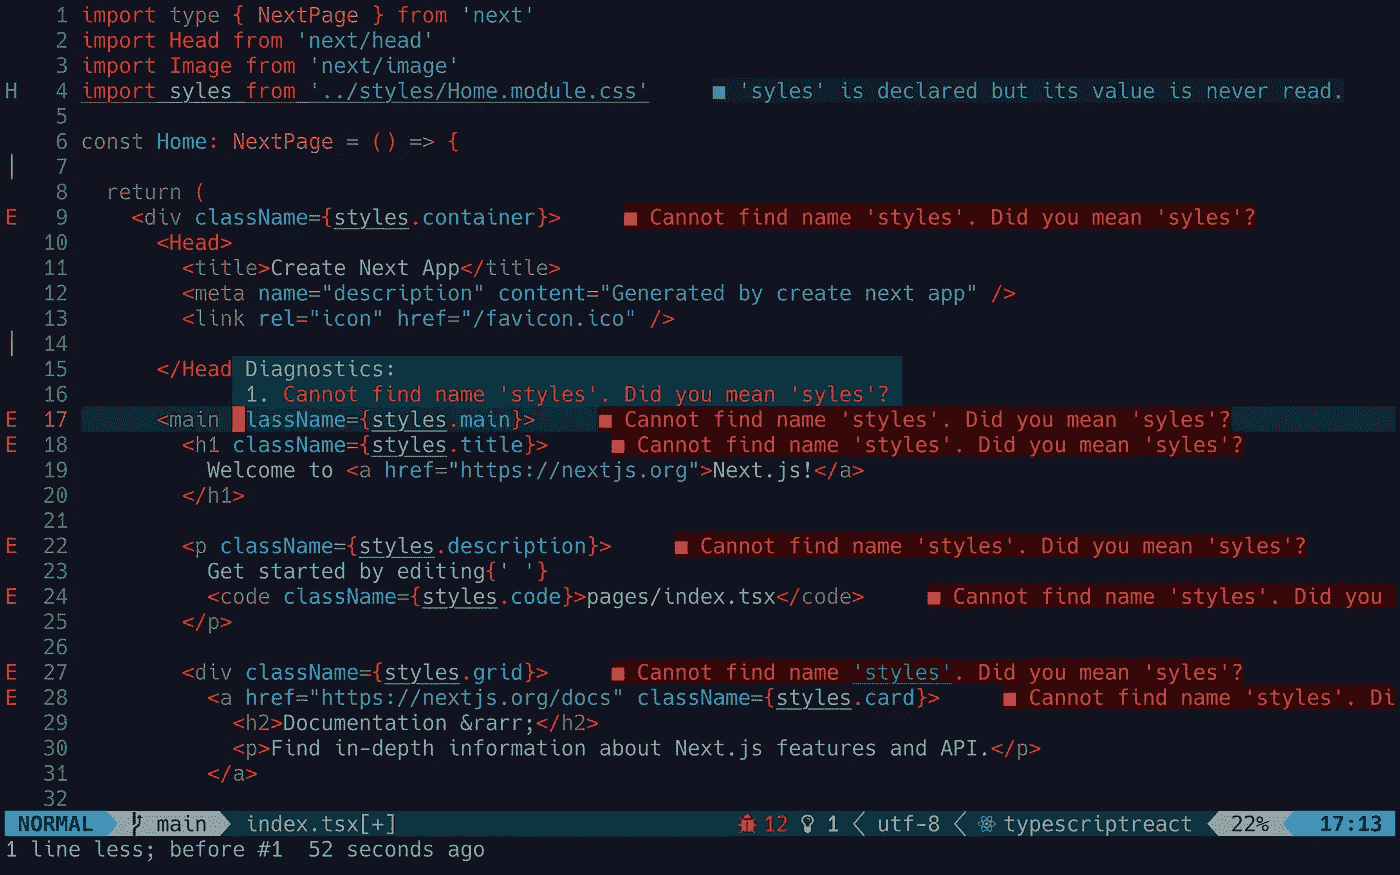 1 import type { NextPage } from 'next'
2 import Head from 'next/head'
3 import Image from 'next/image'
H 4 import syles from '../styles/Home.module.css' ■ 'syles' is declared but its value is never read.
5
6 const Home: NextPage = () => {
7
8 return (
E 9 <div className={styles.container}> ■ Cannot find name 'styles'. Did you mean 'syles'?
10 <Head>
11 <title>Create Next App</title>
12 <meta name="description" content="Generated by create next app" />
13 <link rel="icon" href="/favicon.ico" />
14
15 </Head Diagnostics:
16 1. Cannot find name 'styles'. Did you mean 'syles'?
E 17 <main className={styles.main}> ■ Cannot find name 'styles'. Did you mean 'syles'?
E 18 <h1 className={styles.title}> ■ Cannot find name 'styles'. Did you mean 'syles'?
19 Welcome to <a href="https://nextjs.org">Next.js!</a>
20 </h1>
21
E 22 <p className={styles.description}> ■ Cannot find name 'styles'. Did you mean 'syles'?
23 Get started by editing{' '}
E 24 <code className={styles.code}>pages/index.tsx</code> ■ Cannot find name 'styles'. Did you
25 </p>
26
E 27 <div className={styles.grid}> ■ Cannot find name 'styles'. Did you mean 'syles'?
E 28 <a href="https://nextjs.org/docs" className={styles.card}> ■ Cannot find name 'styles'. Di
29 <h2>Documentation &rarr;</h2>
30 <p>Find in-depth information about Next.js features and API.</p>
31 </a>
32
NORMAL main index.tsx[+] 12 1 utf-8 typescriptreact 22% 17:13
1 line less; before #1 52 seconds ago